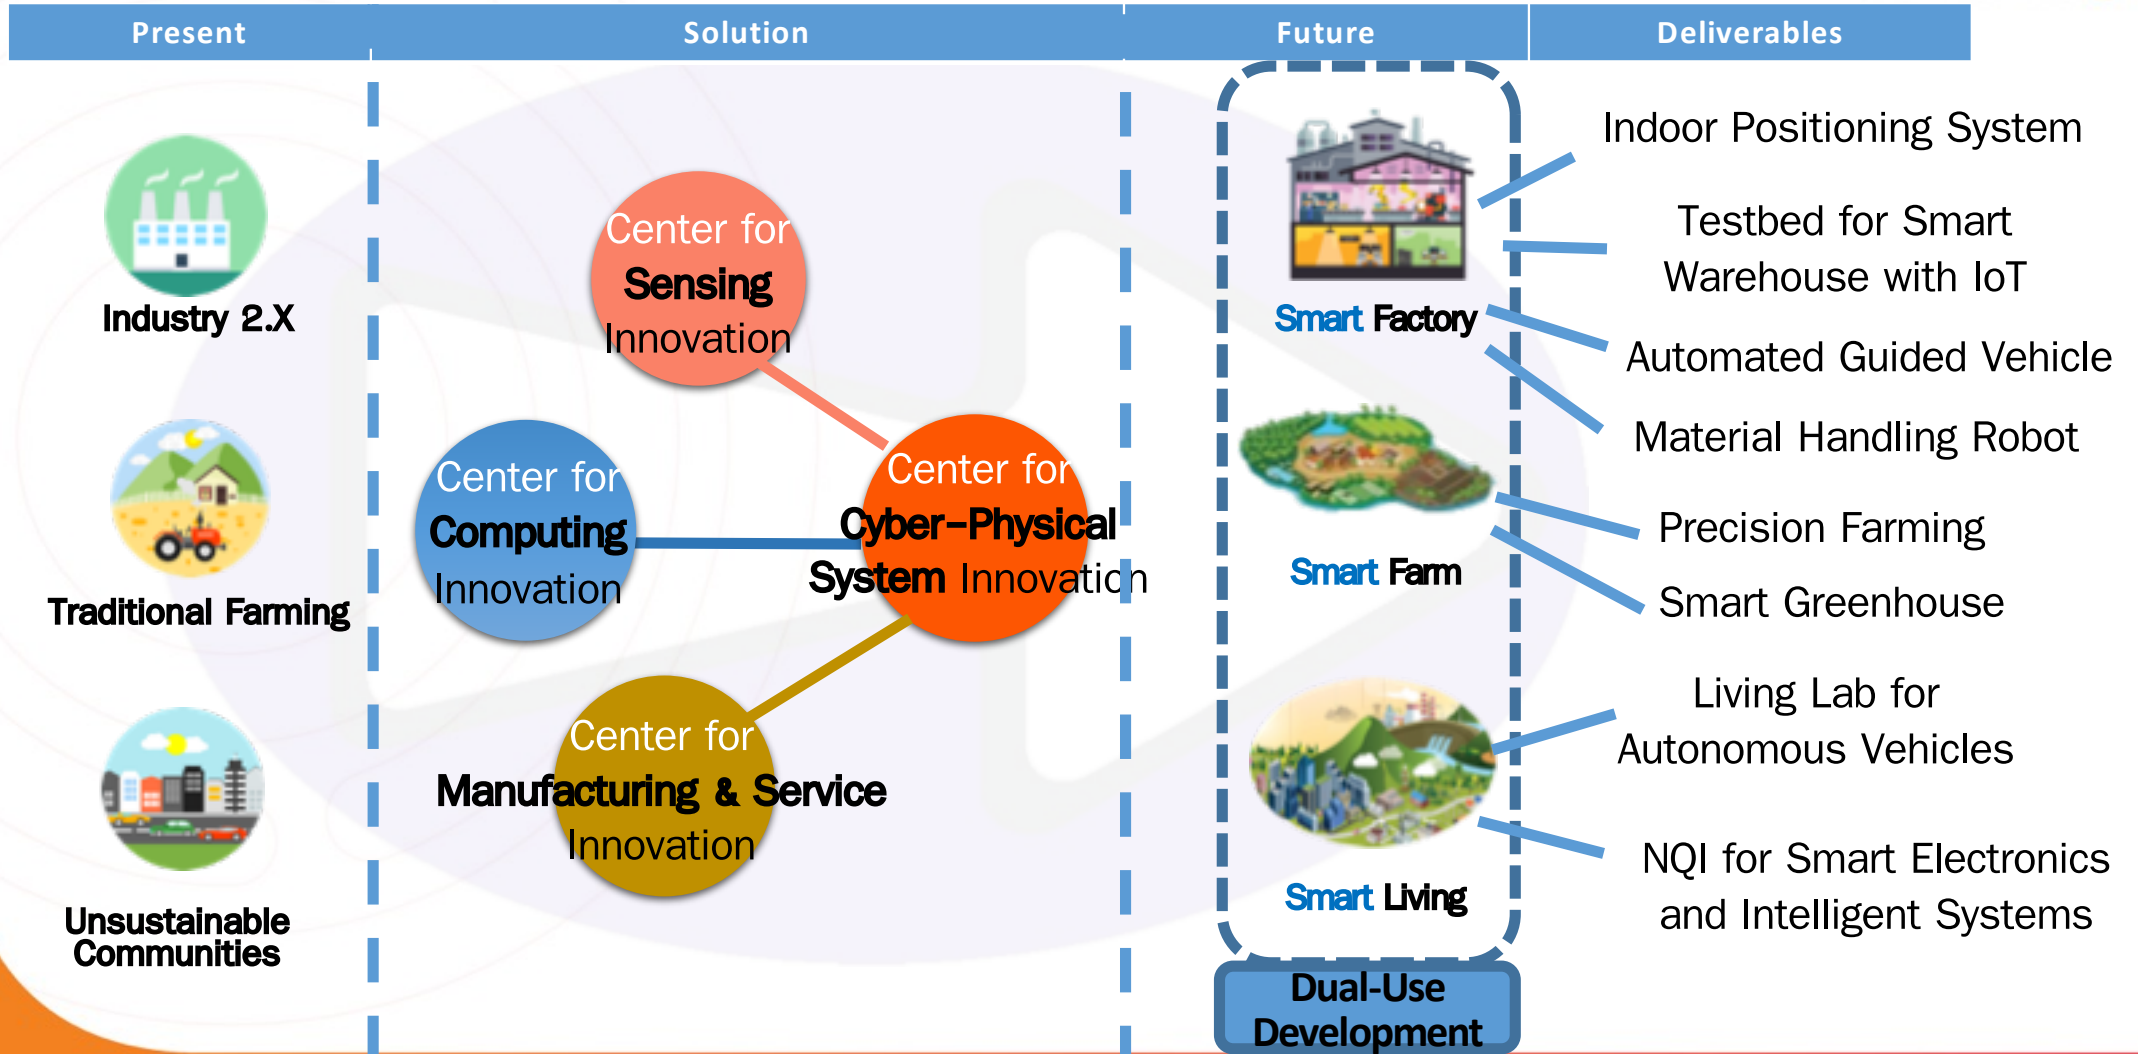 Present
Solution
Future
Deliverables
Industry 2.X
Traditional Farming
Unsustainable
Communities
Center for
Sensing
Innovation
Center for
Computing
Innovation
Center for
Cyber–Physical
System Innovation
Center for
Manufacturing & Service
Innovation
Smart Factory
Smart Farm
Smart Living
Dual-Use
Development
Indoor Positioning System
Testbed for Smart
Warehouse with IoT
Automated Guided Vehicle
Material Handling Robot
Precision Farming
Smart Greenhouse
Living Lab for
Autonomous Vehicles
NQI for Smart Electronics
and Intelligent Systems